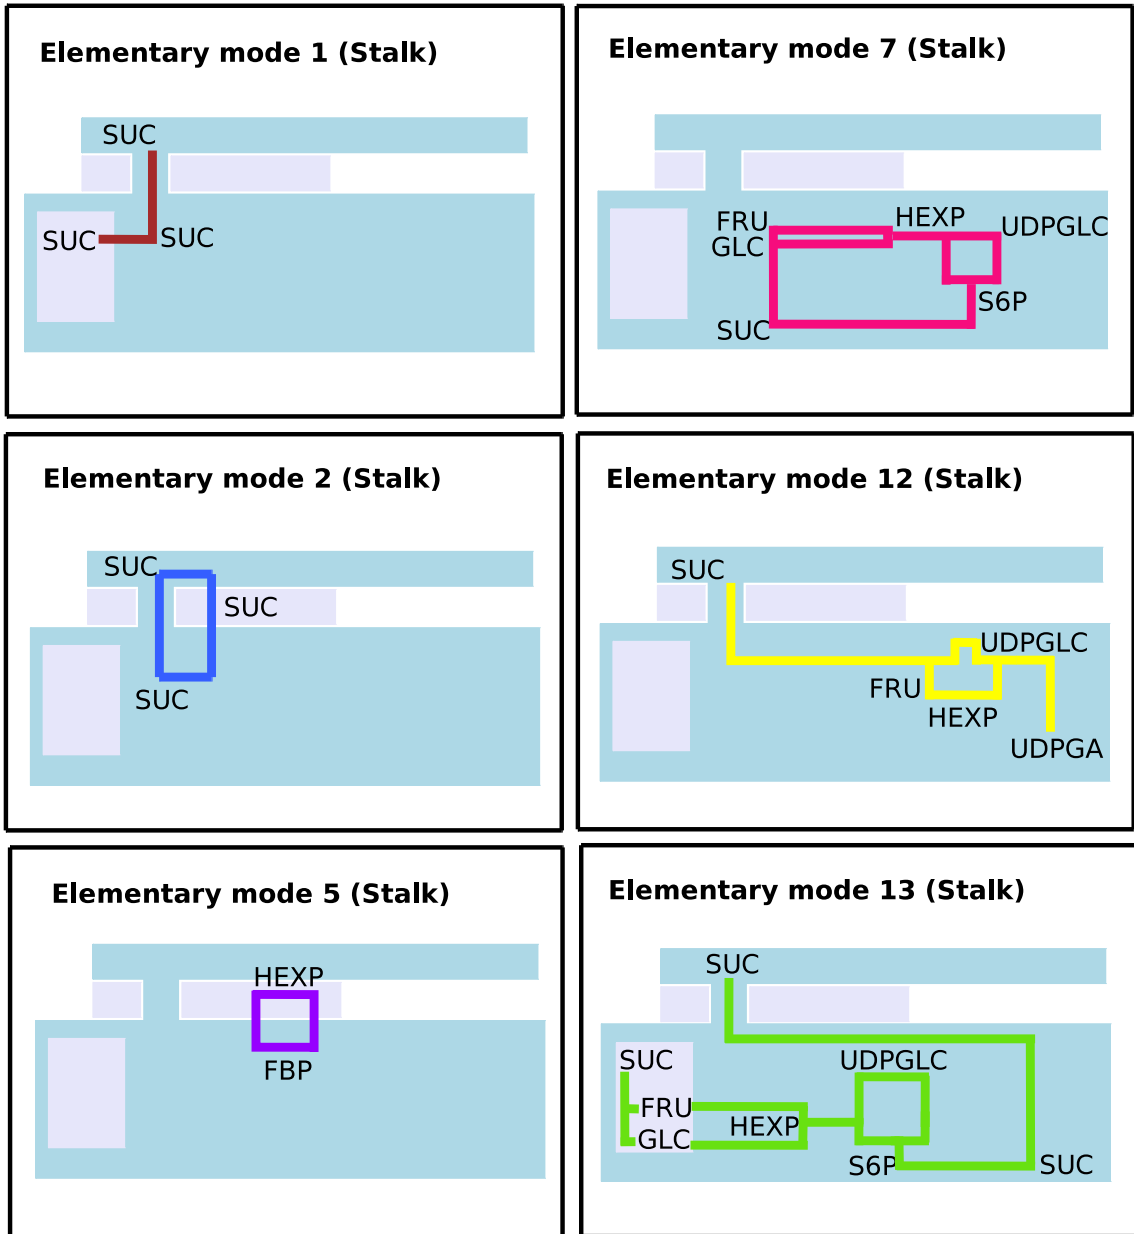 Elementary mode 1 (Stalk)
SUC
SUC
SUC
Elementary mode 7 (Stalk)
FRU
HEXP
UDPGLC
GLC
S6P
SUC
Elementary mode 2 (Stalk)
SUC
SUC
SUC
Elementary mode 12 (Stalk)
SUC
UDPGLC
FRU
HEXP
UDPGA
Elementary mode 5 (Stalk)
HEXP
FBP
Elementary mode 13 (Stalk)
SUC
SUC
UDPGLC
FRU
HEXP
GLC
S6P
SUC